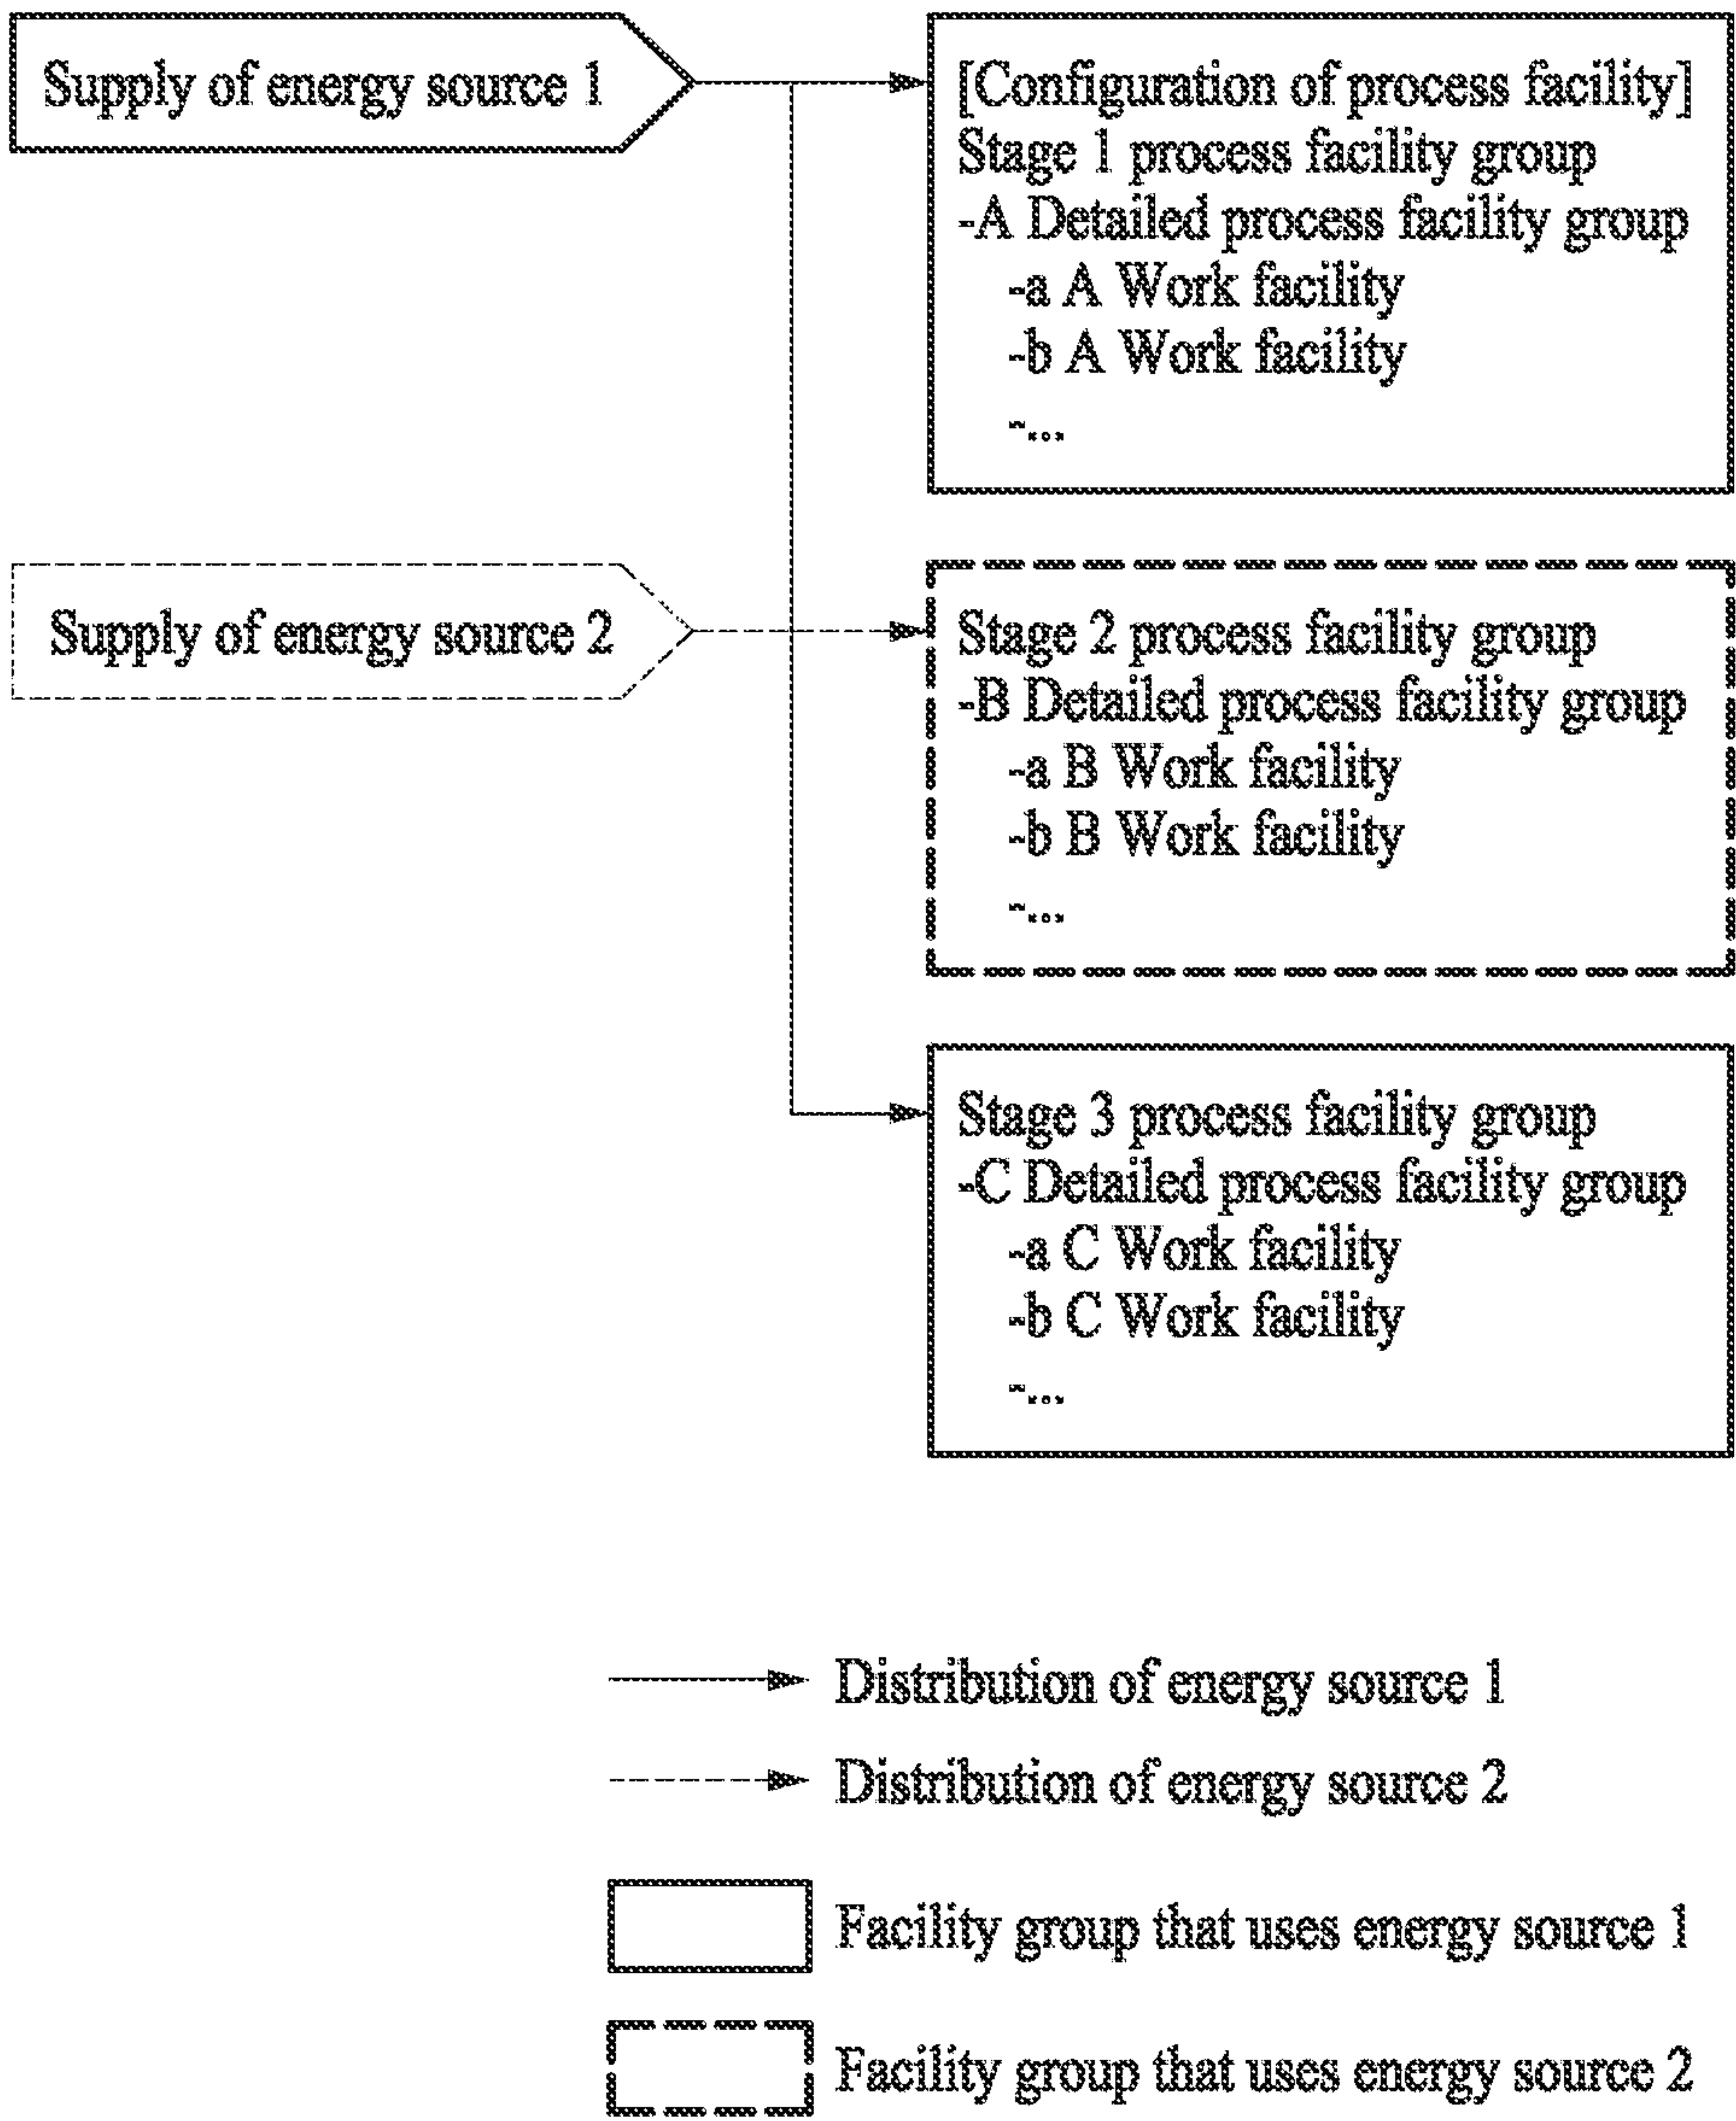 Supply of energy source 1
[Configuration of process facility]
Stage 1 process facility group
-A Detailed process facility group
-a A Work facility
-b A Work facility
-...
Supply of energy source 2
Stage 2 process facility group
-B Detailed process facility group
-a B Work facility
-b B Work facility
-...
Stage 3 process facility group
-C Detailed process facility group
-a C Work facility
-b C Work facility
-...
Distribution of energy source 1
Distribution of energy source 2
Facility group that uses energy source 1
Facility group that uses energy source 2